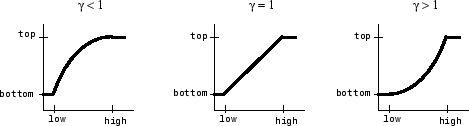 γ < 1
γ = 1
γ > 1
top
top
top
bottom
bottom
bottom
low
high
low
high
low
high